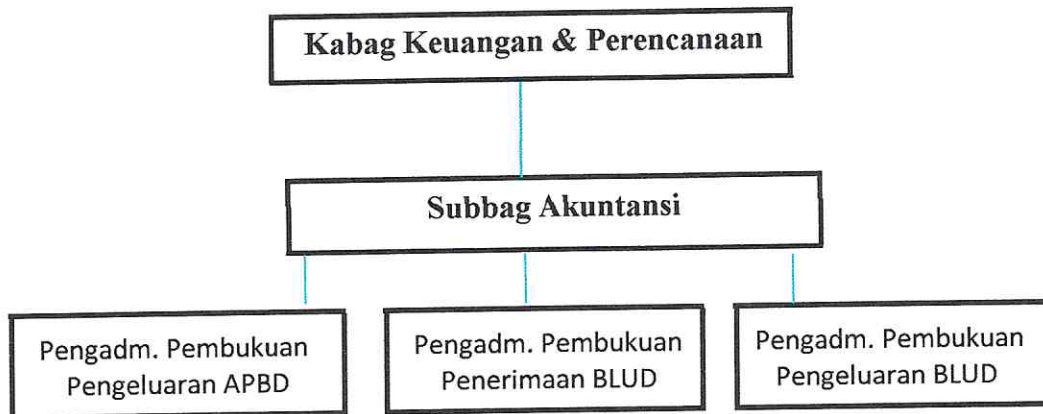 Kabag Keuangan & Perencanaan
Subbag Akuntansi
Pengadm. Pembukuan
Pengeluaran APBD
Pengadm. Pembukuan
Penerimaan BLUD
Pengadm. Pembukuan
Pengeluaran BLUD